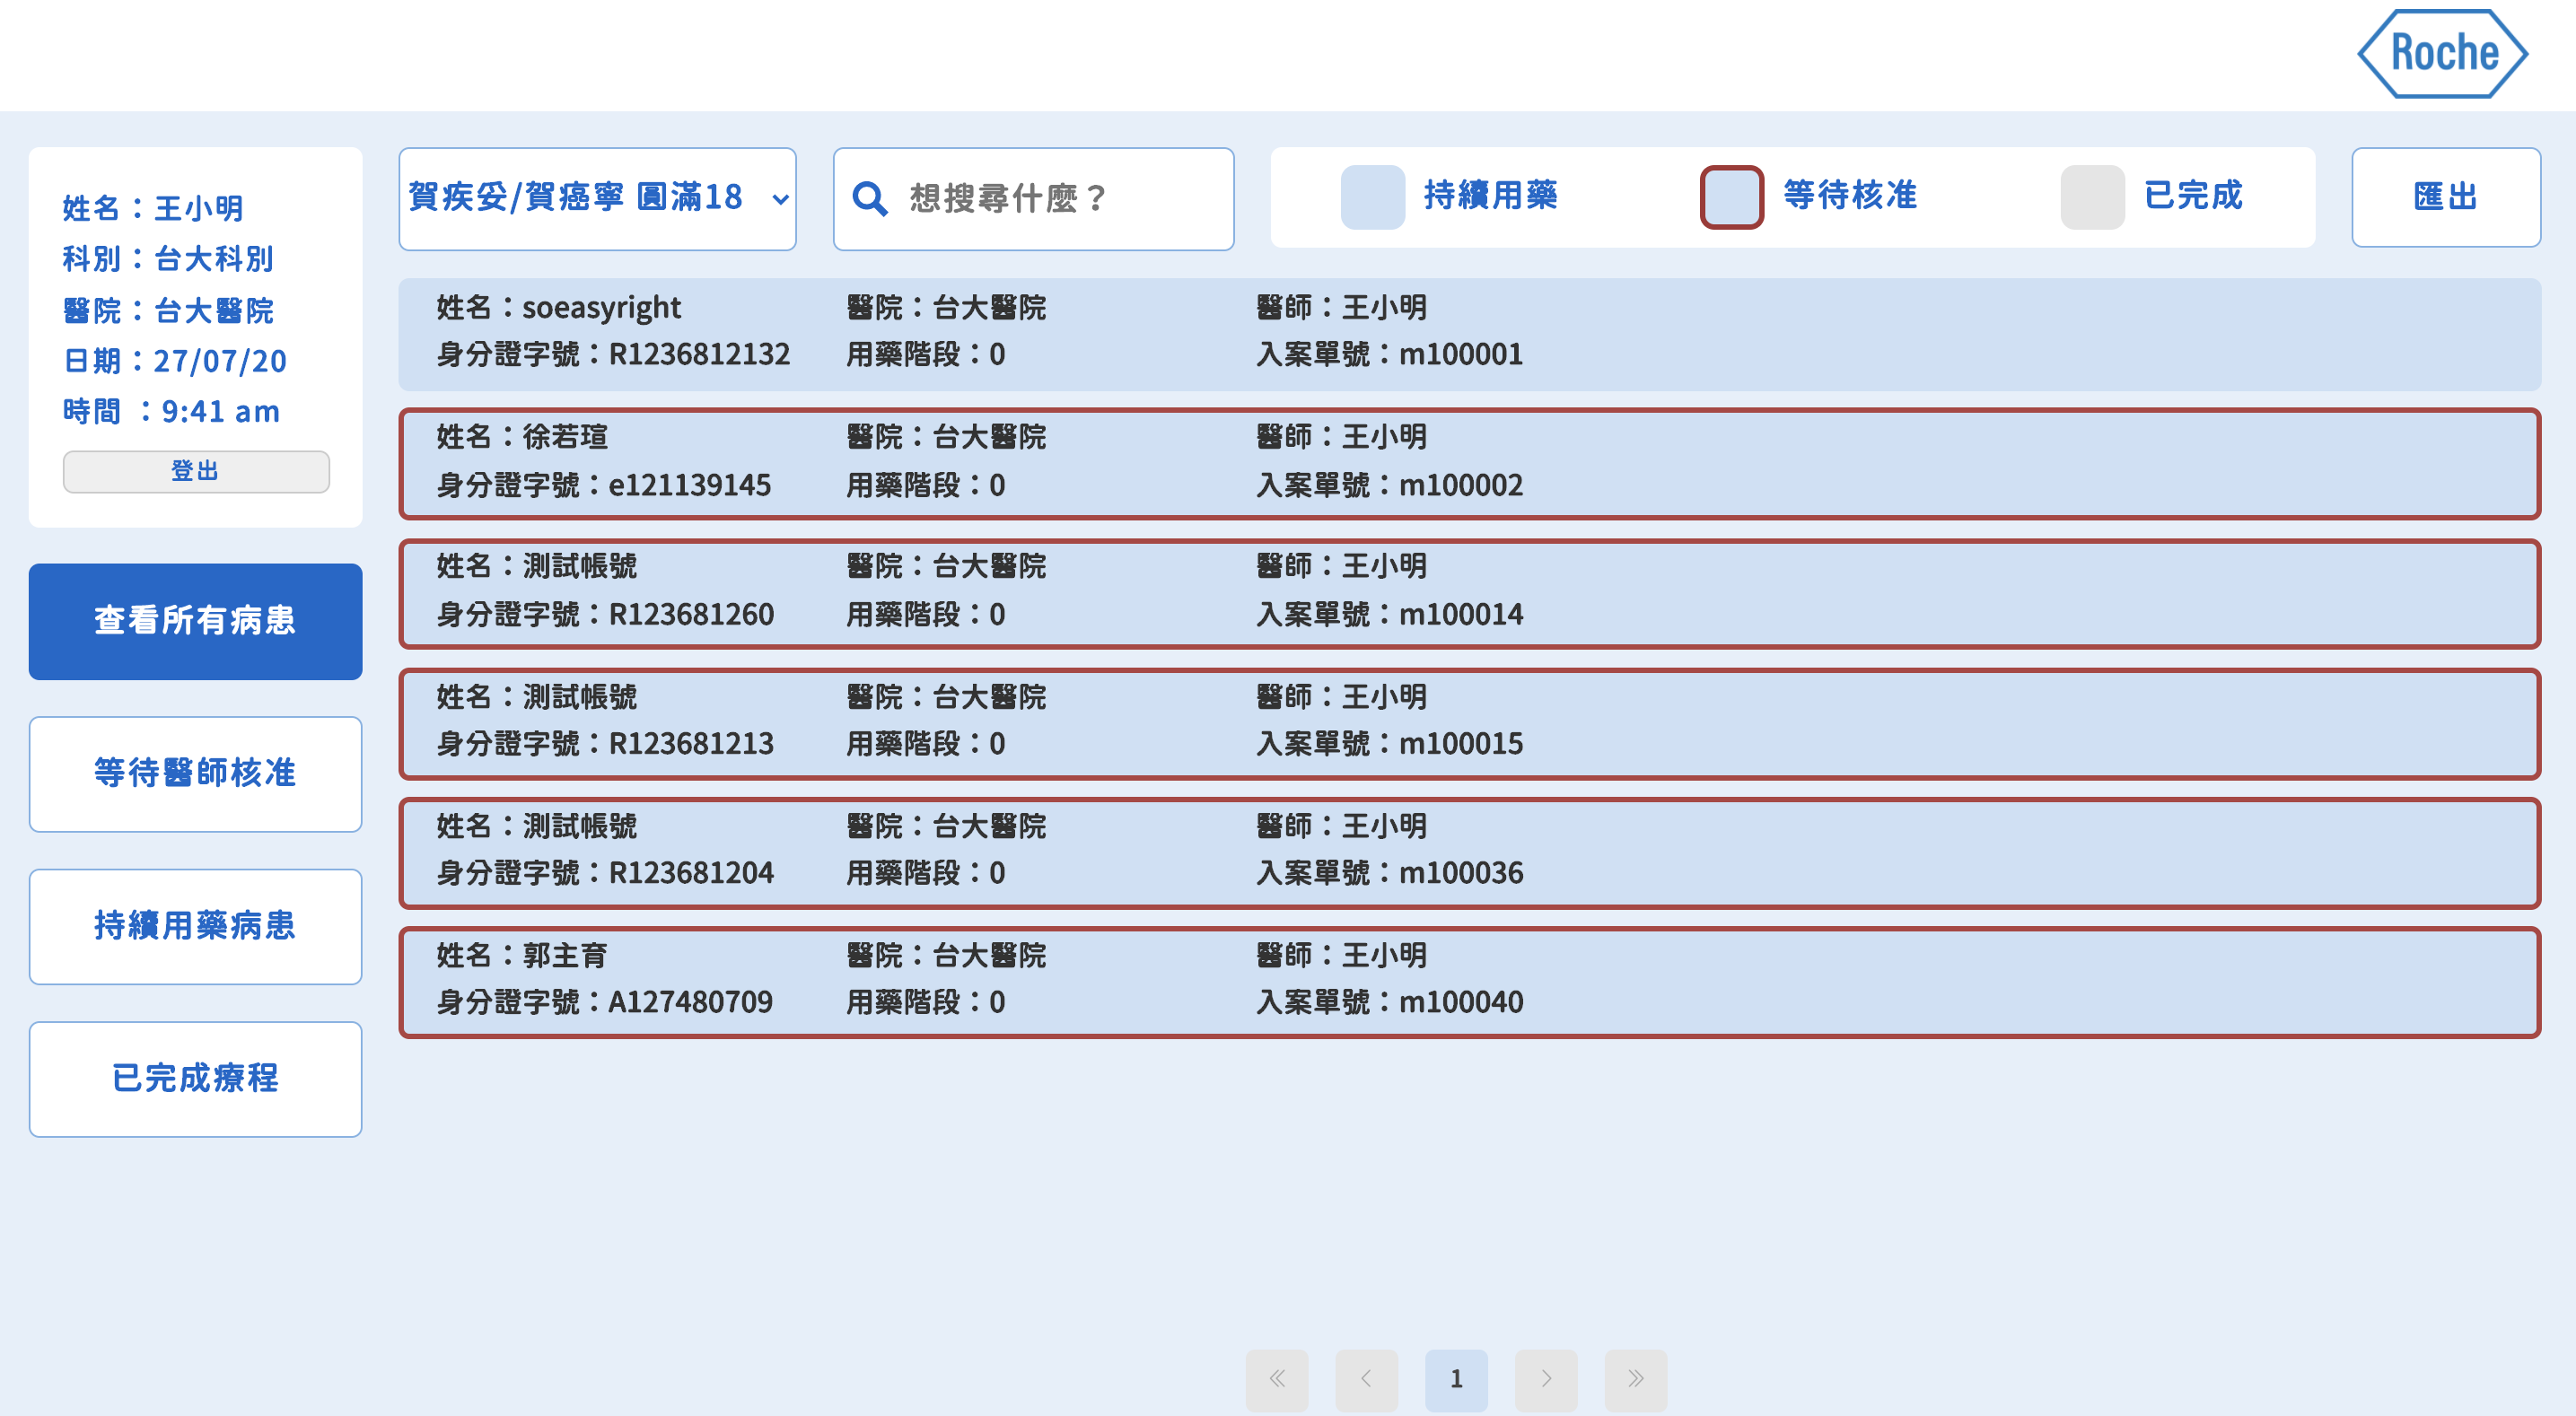 Roche
姓名：王小明
科別：台大科別
醫院：台大醫院
日期：27/07/20
時間 ：9:41 am
登出
查看所有病患
等待醫師核准
持續用藥病患
已完成療程
賀疾妥/賀癌寧 圓滿18
想搜尋什麼？
持續用藥
等待核准
已完成
匯出
姓名：soeasyright 醫院：台大醫院 醫師：王小明
身分證字號：R1236812132 用藥階段：0 入案單號：m100001
姓名：徐若瑄 醫院：台大醫院 醫師：王小明
身分證字號：e121139145 用藥階段：0 入案單號：m100002
姓名：測試帳號 醫院：台大醫院 醫師：王小明
身分證字號：R123681260 用藥階段：0 入案單號：m100014
姓名：測試帳號 醫院：台大醫院 醫師：王小明
身分證字號：R123681213 用藥階段：0 入案單號：m100015
姓名：測試帳號 醫院：台大醫院 醫師：王小明
身分證字號：R123681204 用藥階段：0 入案單號：m100036
姓名：郭主育 醫院：台大醫院 醫師：王小明
身分證字號：A127480709 用藥階段：0 入案單號：m100040
1